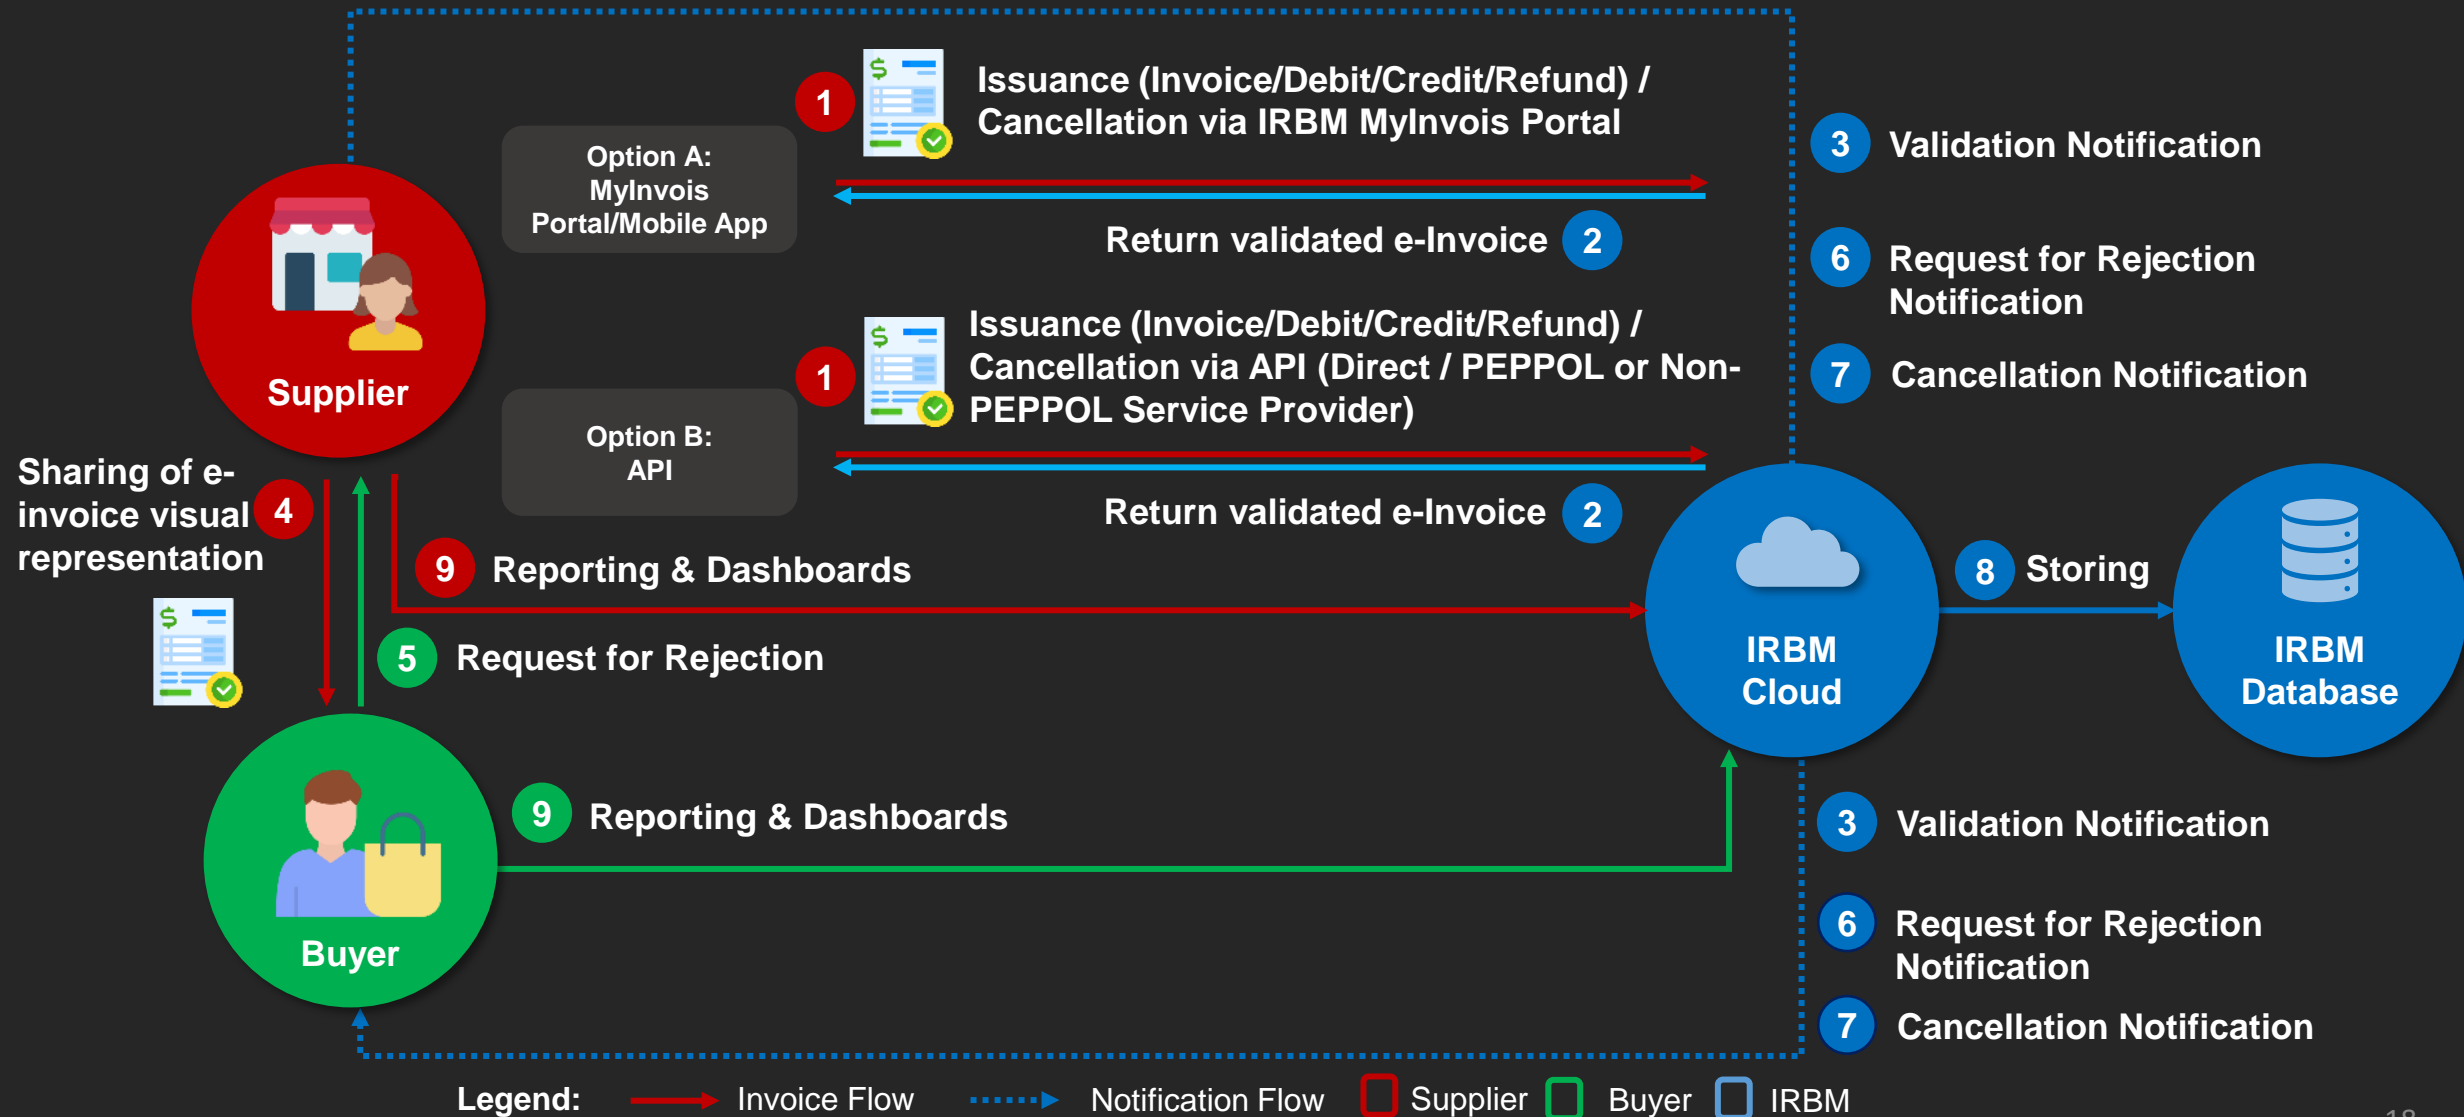 1
Issuance (Invoice/Debit/Credit/Refund) /
Cancellation via IRBM MyInvois Portal
Option A:
MyInvois
Portal/Mobile App
Return validated e-Invoice 2
3 Validation Notification
6 Request for Rejection
Notification
7 Cancellation Notification
Supplier
1
Issuance (Invoice/Debit/Credit/Refund) /
Cancellation via API (Direct / PEPPOL or Non-
PEPPOL Service Provider)
Option B:
API
Return validated e-Invoice 2
Sharing of e-
invoice visual
representation
4
9 Reporting & Dashboards
5 Request for Rejection
IRBM
Cloud
8 Storing
IRBM
Database
Buyer
9 Reporting & Dashboards
3 Validation Notification
6 Request for Rejection
Notification
7 Cancellation Notification
Legend: Invoice Flow Notification Flow Supplier Buyer IRBM
18